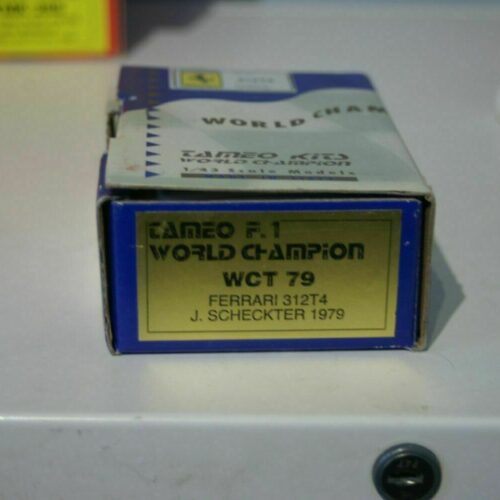 WORLD CHAM
TAMEO KITS
WORLD CHAMPION
1/43 Scale Models
TAMEO F.1
WORLD CHAMPION
WCT 79
FERRARI 312T4
J. SCHECKTER 1979